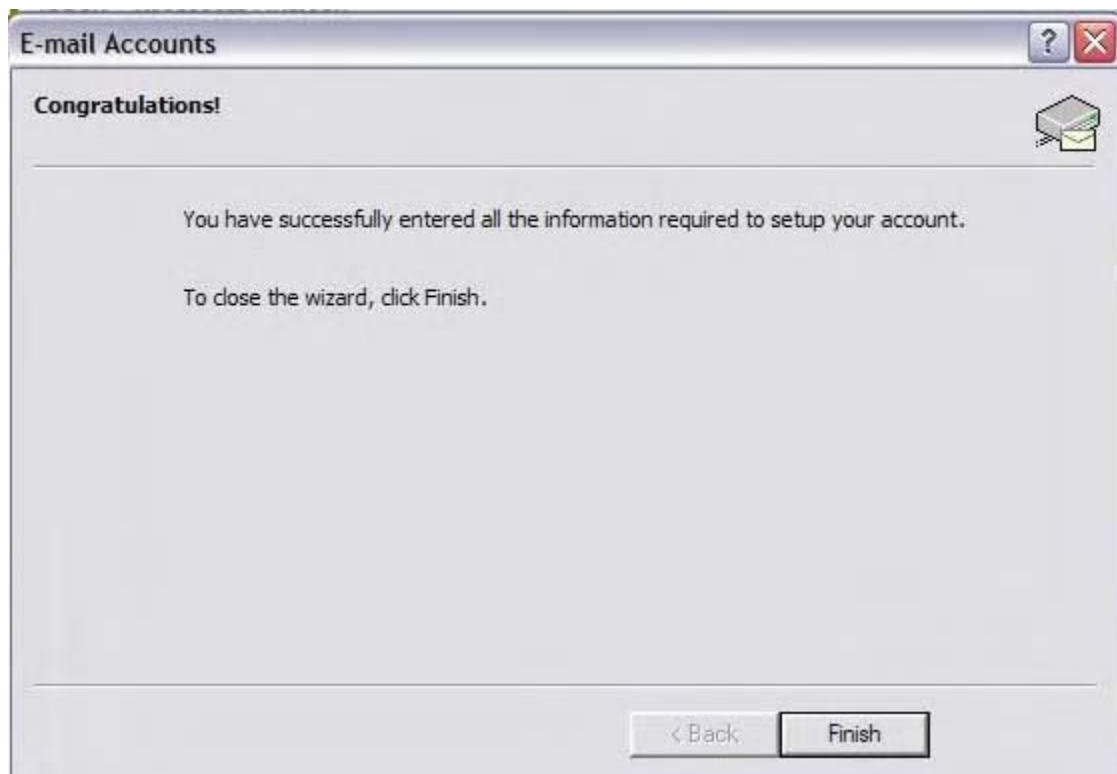 E-mail Accounts
?
Congratulations!
You have successfully entered all the information required to setup your account.
To close the wizard, click Finish.
< Back
Finish